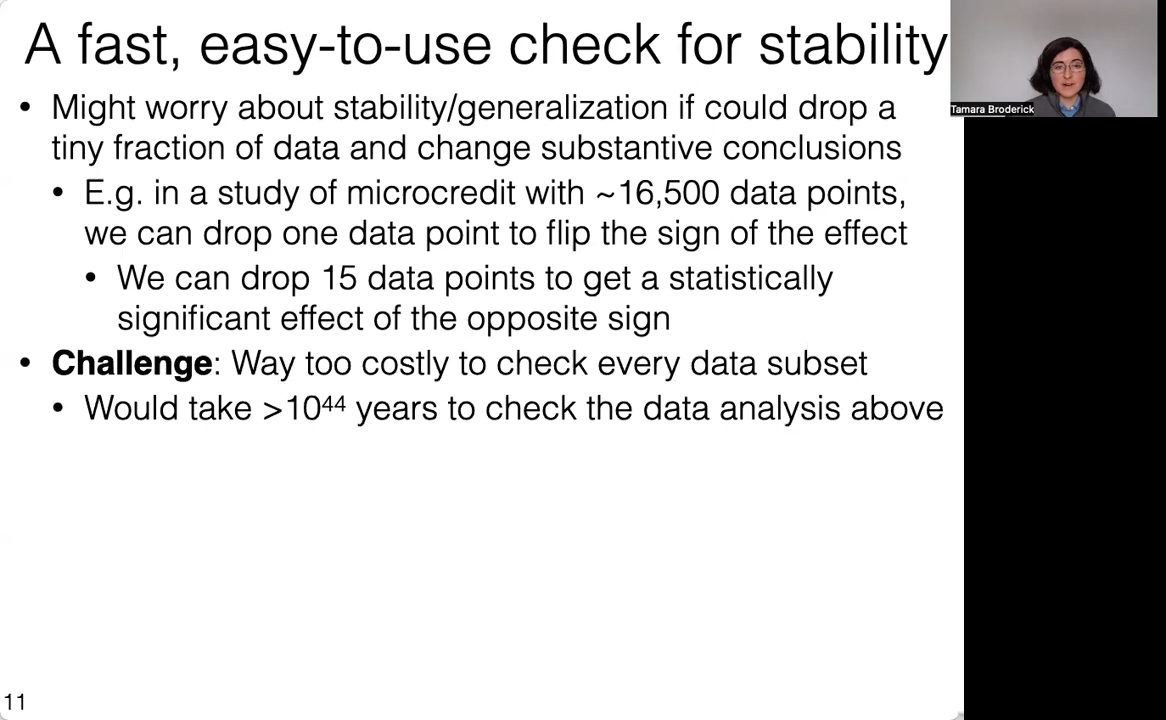 A fast, easy-to-use check for stability
Tamara Broderick
• Might worry about stability/generalization if could drop a
tiny fraction of data and change substantive conclusions
• E.g. in a study of microcredit with ~16,500 data points,
we can drop one data point to flip the sign of the effect
• We can drop 15 data points to get a statistically
significant effect of the opposite sign
• Challenge: Way too costly to check every data subset
• Would take >10⁴⁴ years to check the data analysis above
11